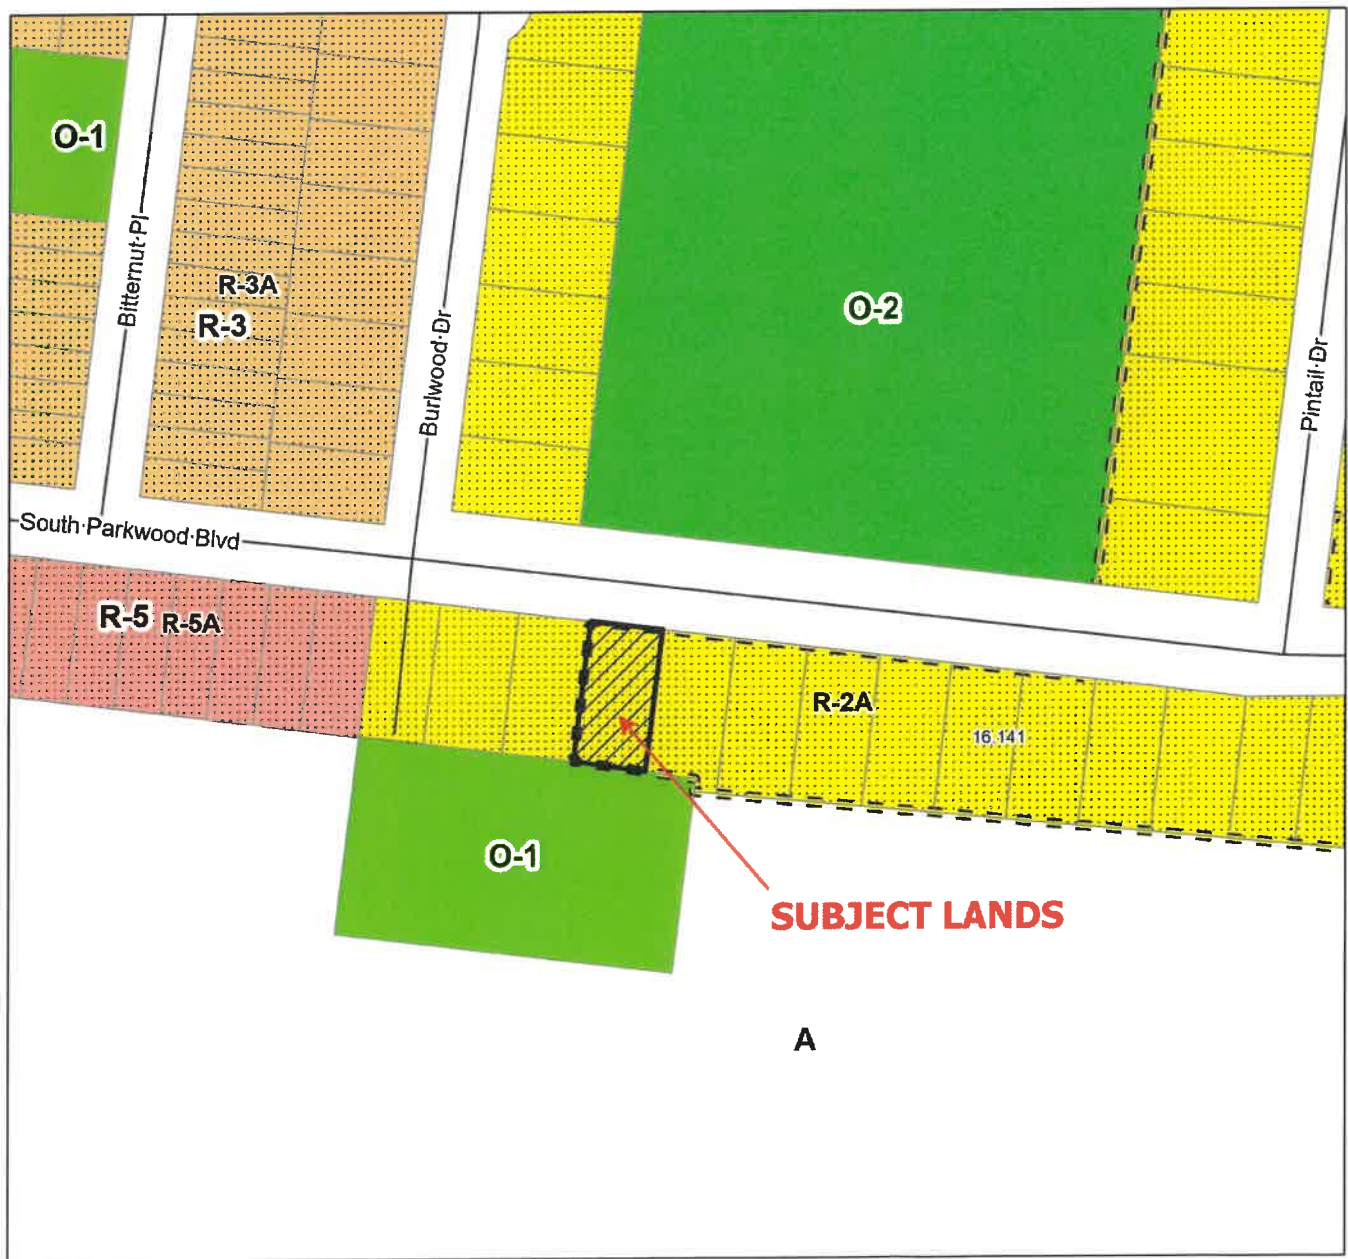 O-1
Bitternut Pl
R-3A
R-3
Burlwood Dr
O-2
Pintail Dr
South Parkwood Blvd
R-5 R-5A
R-2A
16.141
O-1
SUBJECT LANDS
A